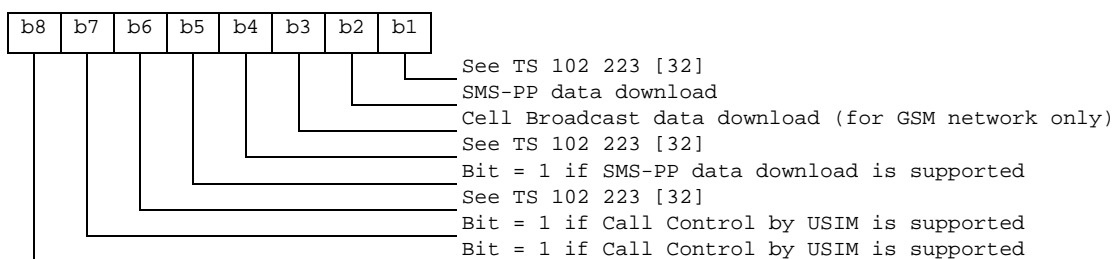 b8 b7 b6 b5 b4 b3 b2 b1
See TS 102 223 [32]
SMS-PP data download
Cell Broadcast data download (for GSM network only)
See TS 102 223 [32]
Bit = 1 if SMS-PP data download is supported
See TS 102 223 [32]
Bit = 1 if Call Control by USIM is supported
Bit = 1 if Call Control by USIM is supported